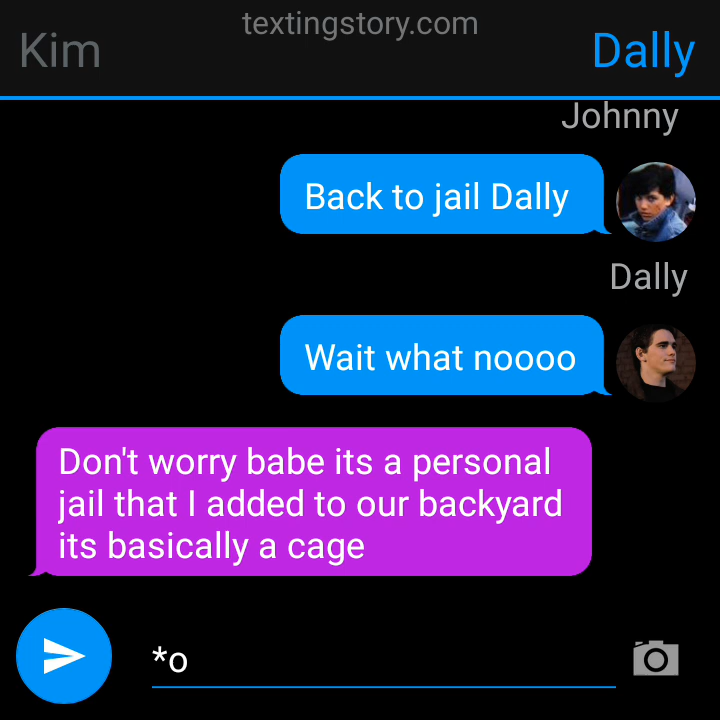 textingstory.com
Kim
Dally
Johnny
Back to jail Dally
Dally
Wait what noooo
Don't worry babe its a personal
jail that I added to our backyard
its basically a cage
*o